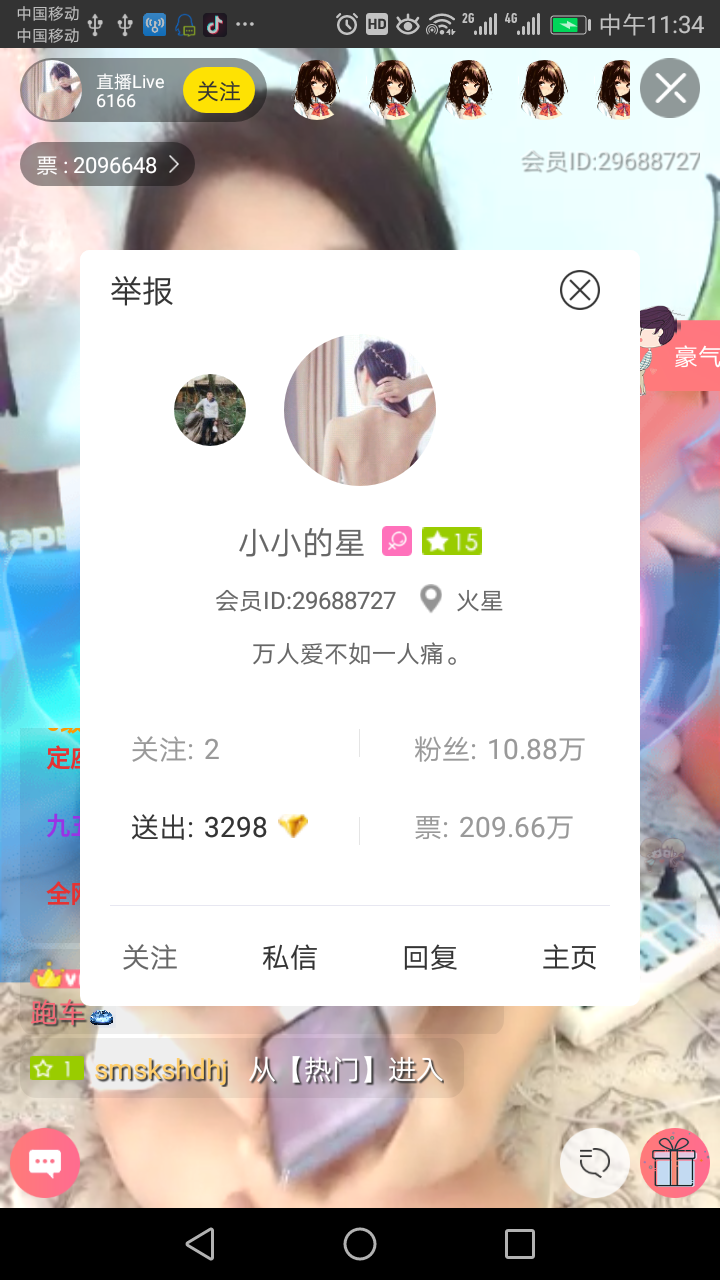 中国移动
中国移动
HD
2G
4G
中午11:34
直播Live
6166
关注
票 : 2096648
会员ID:29688727
举报
豪气
小小的星
15
会员ID:29688727
火星
万人爱不如一人痛。
关注: 2
粉丝: 10.88万
送出: 3298
票: 209.66万
定座
九五
全网
关注
私信
回复
主页
跑车
1
smskshdhj 从【热门】进入